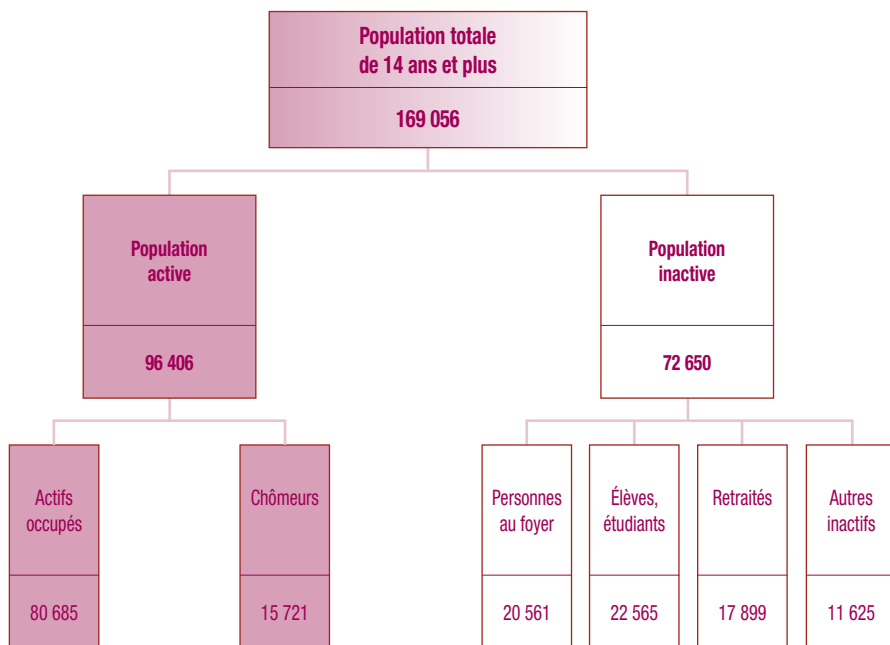 Population totale
de 14 ans et plus
169 056
Population
active
96 406
Population
inactive
72 650
Actifs
occupés
80 685
Chômeurs
15 721
Personnes
au foyer
20 561
Élèves,
étudiants
22 565
Retraités
17 899
Autres
inactifs
11 625